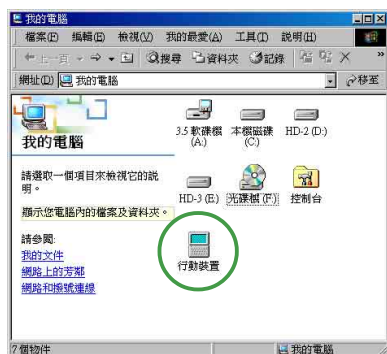 我的電腦
檔案(F) 編輯(E) 檢視(V) 我的最愛(A) 工具(T) 說明(H)
上一頁 搜尋 資料夾 記錄 »
網址(D) 我的電腦 移至
我的電腦
請選取一個項目來檢視它的說
明。
顯示您電腦內的檔案及資料夾。
請參閱:
我的文件
網路上的芳鄰
網路和撥號連線
3.5 軟碟機
(A:)
本機磁碟
(C:)
HD-2 (D:)
HD-3 (E:)
光碟機 (F:)
控制台
行動裝置
7 個物件 我的電腦